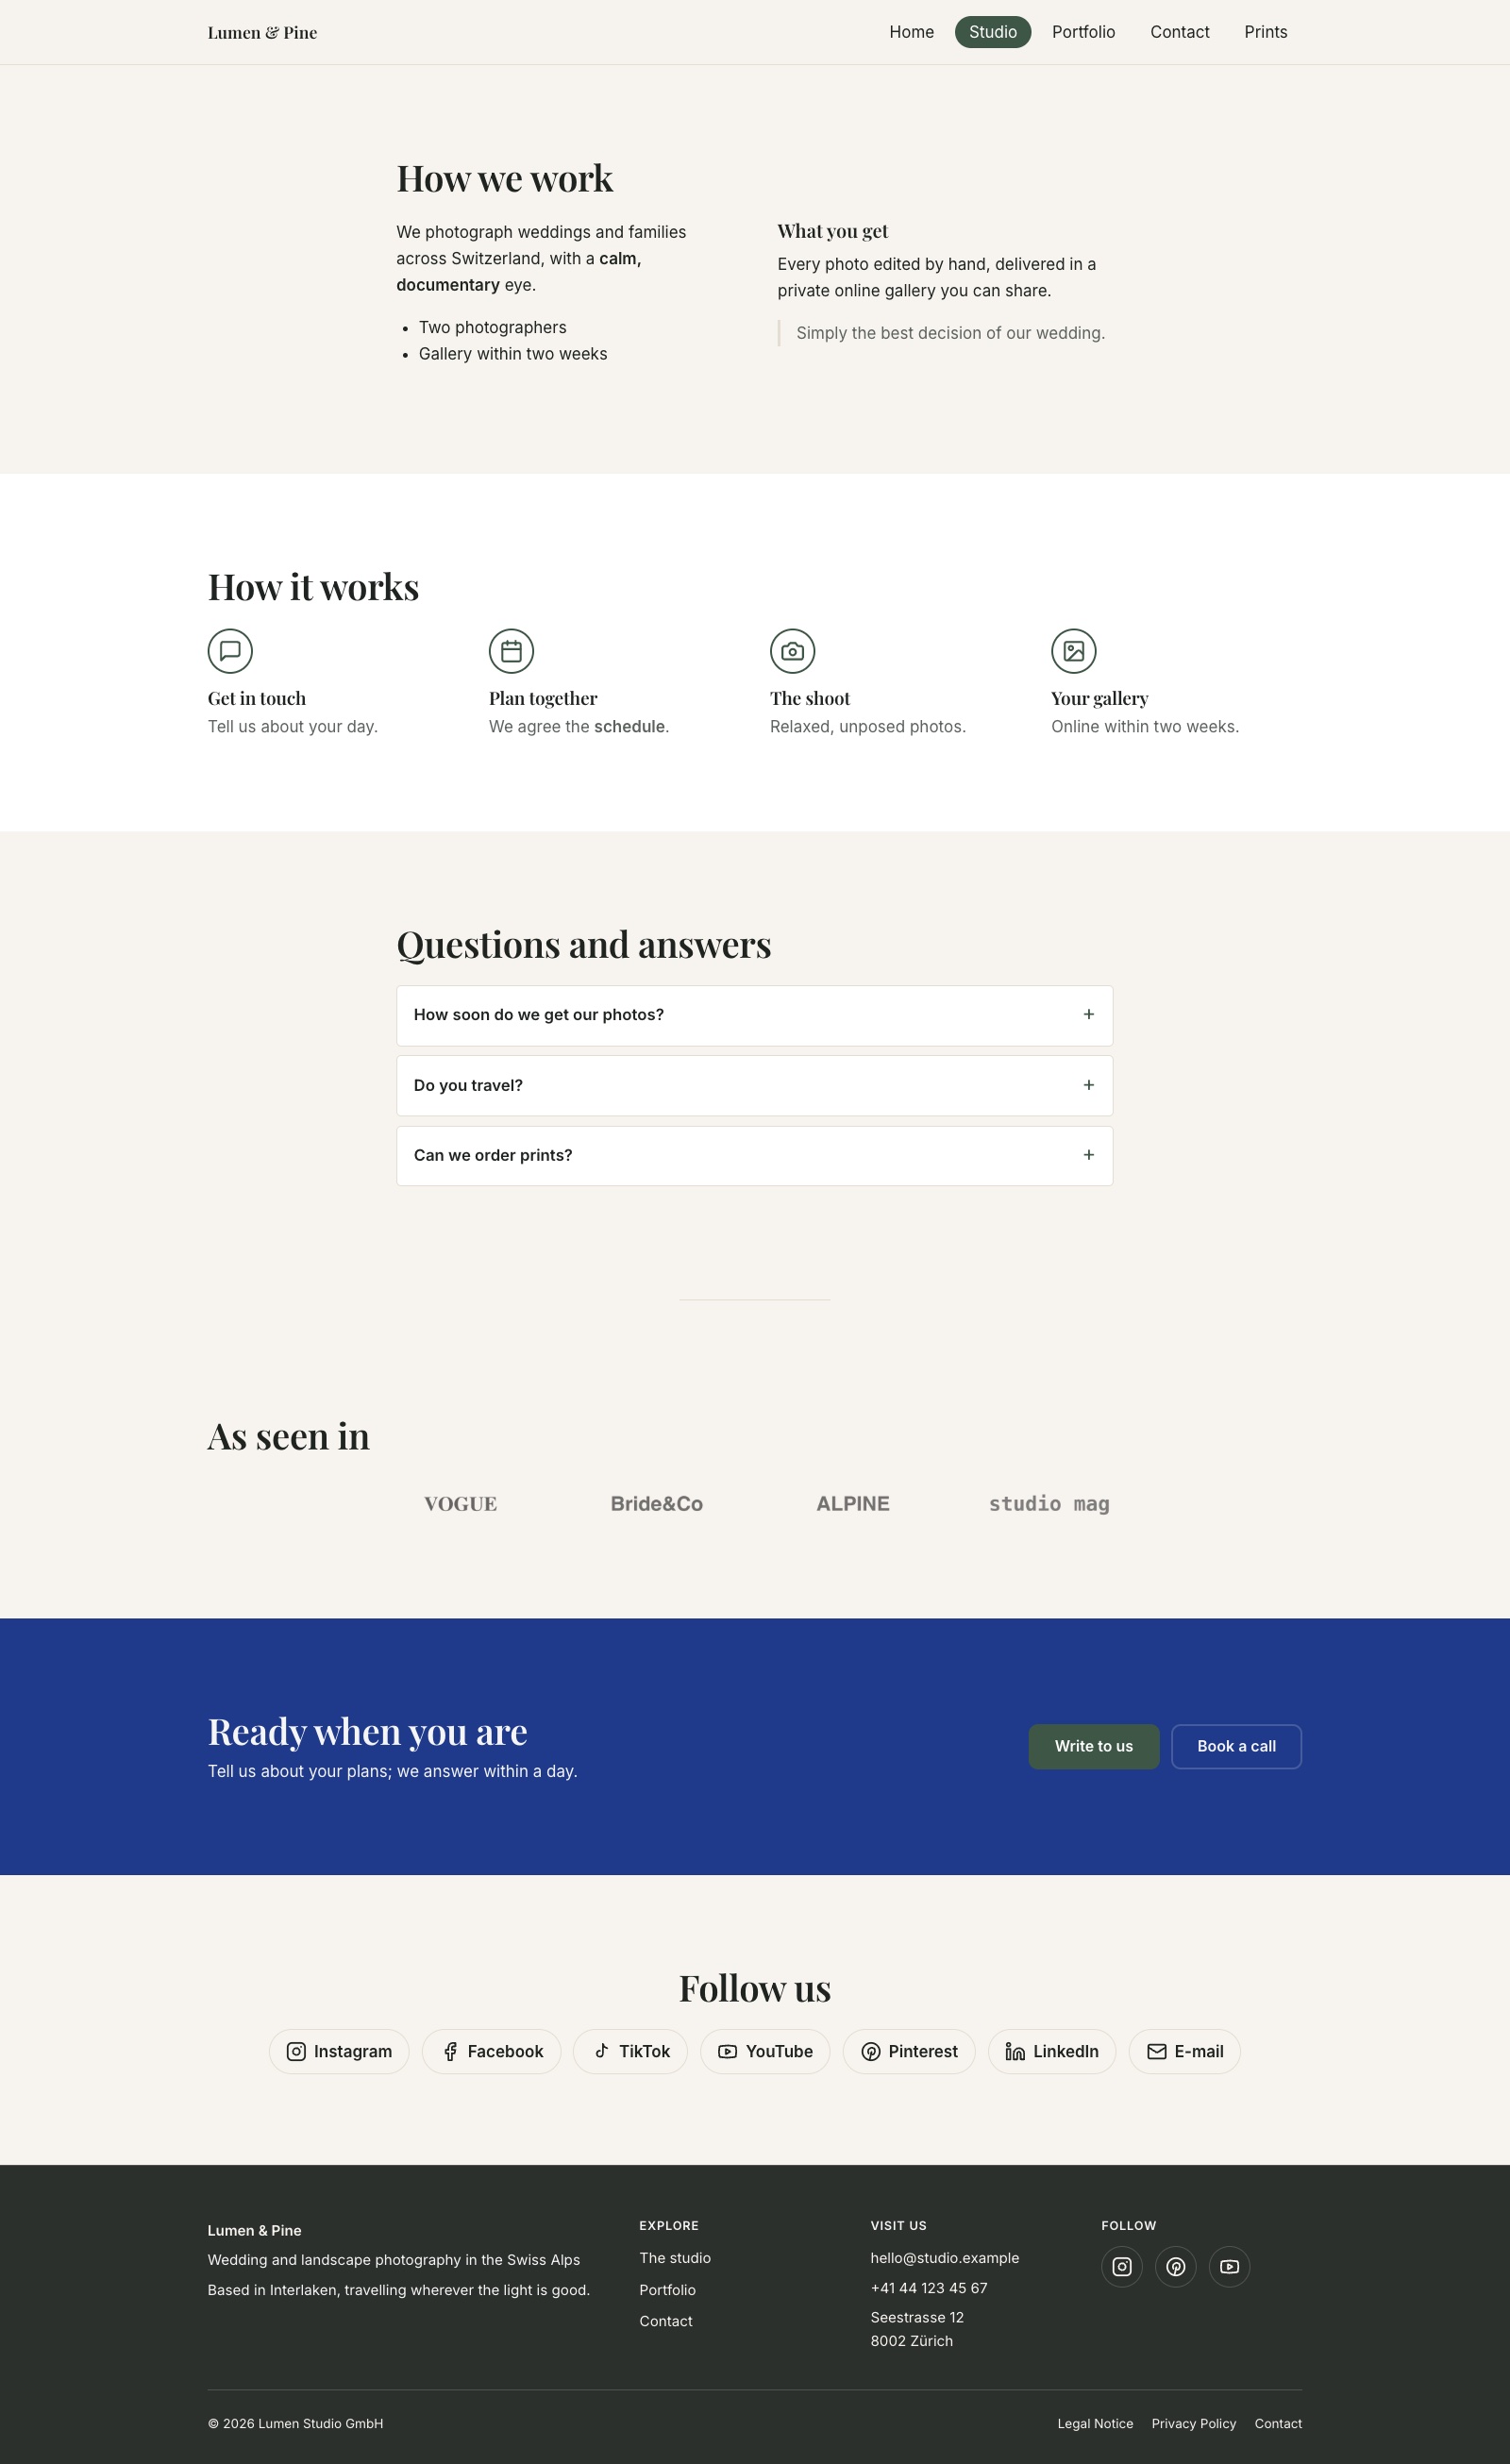 Lumen & Pine
Home
Studio
Portfolio
Contact
Prints
How we work
We photograph weddings and families
across Switzerland, with a calm,
documentary eye.
• Two photographers
• Gallery within two weeks
What you get
Every photo edited by hand, delivered in a
private online gallery you can share.
Simply the best decision of our wedding.
How it works
Get in touch
Tell us about your day.
Plan together
We agree the schedule.
The shoot
Relaxed, unposed photos.
Your gallery
Online within two weeks.
Questions and answers
How soon do we get our photos? +
Do you travel? +
Can we order prints? +
As seen in
VOGUE
Bride&Co
ALPINE
studio mag
Ready when you are
Tell us about your plans; we answer within a day.
Write to us
Book a call
Follow us
Instagram
Facebook
TikTok
YouTube
Pinterest
LinkedIn
E-mail
Lumen & Pine
Wedding and landscape photography in the Swiss Alps
Based in Interlaken, travelling wherever the light is good.
EXPLORE
The studio
Portfolio
Contact
VISIT US
hello@studio.example
+41 44 123 45 67
Seestrasse 12
8002 Zürich
FOLLOW
© 2026 Lumen Studio GmbH
Legal Notice
Privacy Policy
Contact